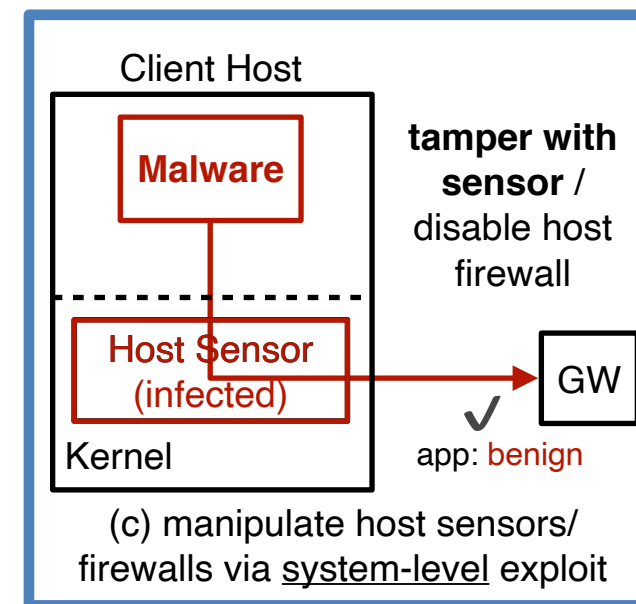 Client Host
Malware
tamper with
sensor /
disable host
firewall
Host Sensor
(infected)
GW
✓
Kernel
app: benign
(c) manipulate host sensors/
firewalls via system-level exploit